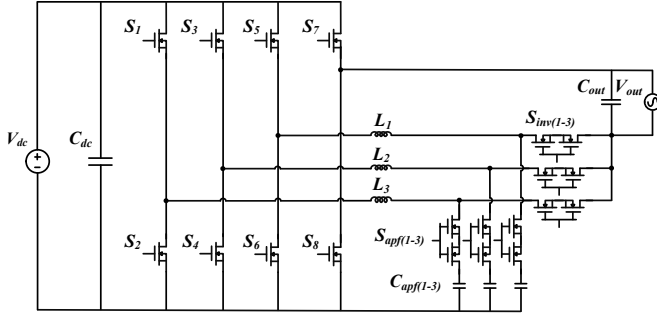 S1 S3 S5 S7
Vdc
Cdc
Cout Vout
L1
Sinv(1-3)
L2
L3
S2 S4 S6 S8
Sapf(1-3)
Capf(1-3)